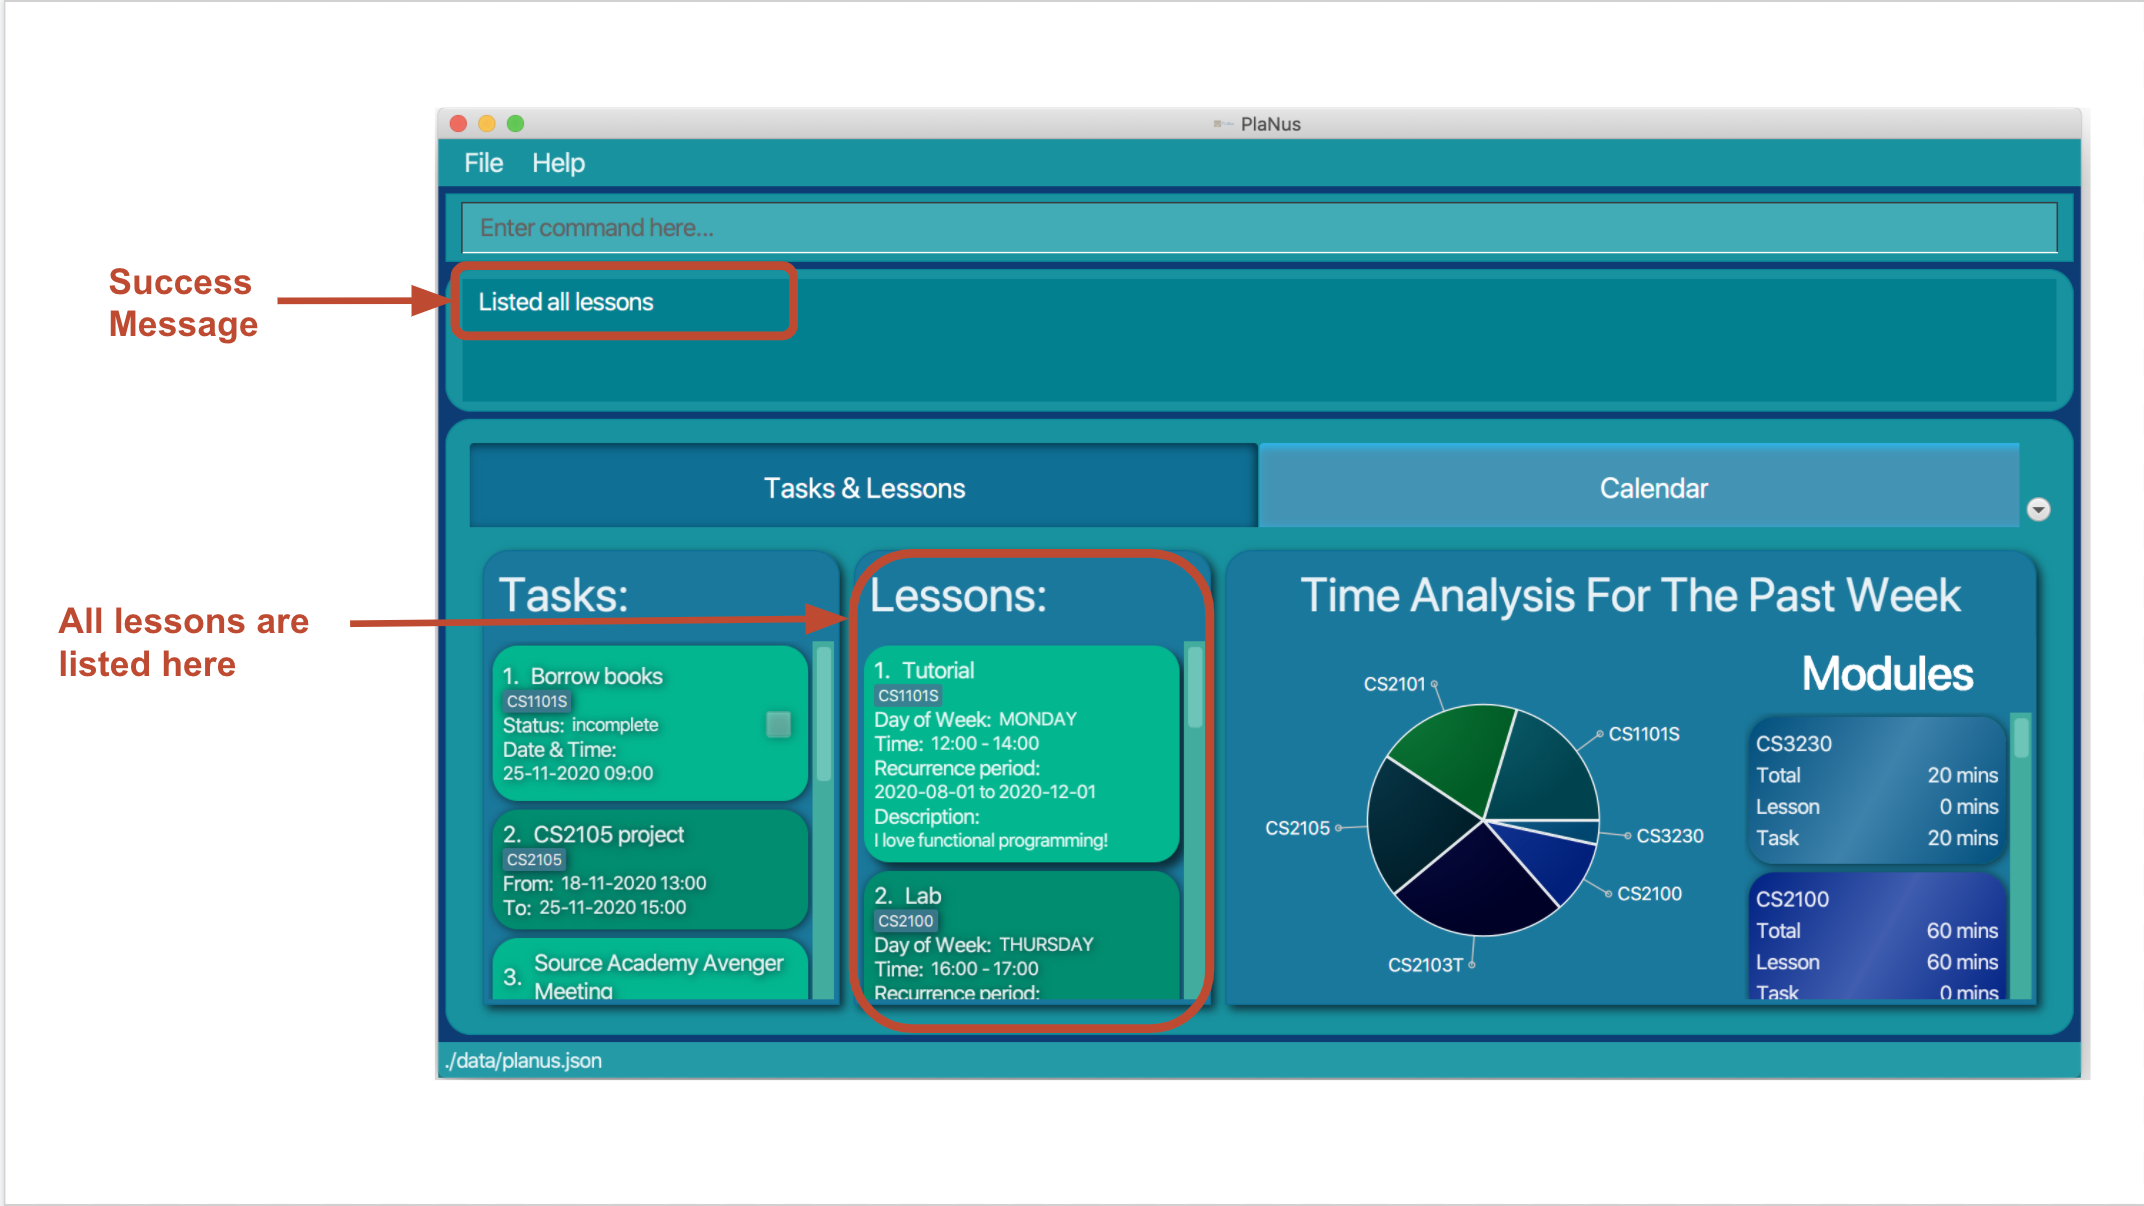 PlaNus
File Help
Enter command here...
Success
Message
Listed all lessons
Tasks & Lessons
Calendar
All lessons are
listed here
Tasks:
1. Borrow books
CS1101S
Status: incomplete
Date & Time:
25-11-2020 09:00
2. CS2105 project
CS2105
From: 18-11-2020 13:00
To: 25-11-2020 15:00
3. Source Academy Avenger
Meeting
Lessons:
1. Tutorial
CS1101S
Day of Week: MONDAY
Time: 12:00 - 14:00
Recurrence period:
2020-08-01 to 2020-12-01
Description:
I love functional programming!
2. Lab
CS2100
Day of Week: THURSDAY
Time: 16:00 - 17:00
Recurrence period:
Time Analysis For The Past Week
CS2101
CS1101S
CS2105
CS3230
CS2100
CS2103T
Modules
CS3230
Total 20 mins
Lesson 0 mins
Task 20 mins
CS2100
Total 60 mins
Lesson 60 mins
Task 0 mins
./data/planus.json